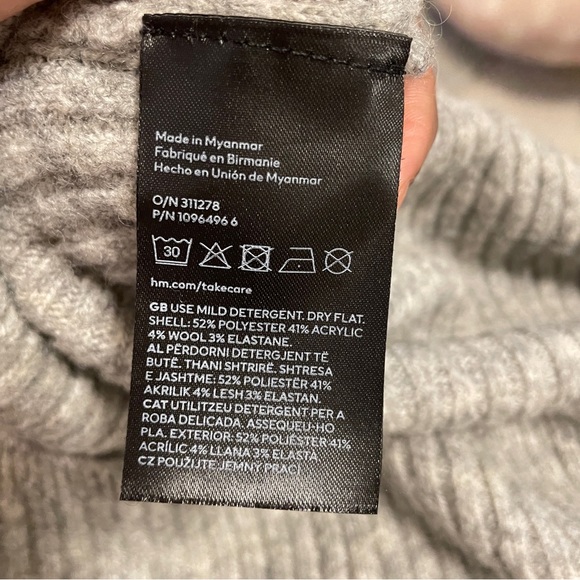 Made in Myanmar
Fabriqué en Birmanie
Hecho en Unión de Myanmar
O/N 311278
P/N 1096496 6
30
hm.com/takecare
GB USE MILD DETERGENT. DRY FLAT.
SHELL: 52% POLYESTER 41% ACRYLIC
4% WOOL 3% ELASTANE.
AL PËRDORNI DETERGJENT TË
BUTË. THANI SHTRIRË. SHTRESA
E JASHTME: 52% POLIESTËR 41%
AKRILIK 4% LESH 3% ELASTAN.
CAT UTILITZEU DETERGENT PER A
ROBA DELICADA. ASSEQUEU-HO
PLA. EXTERIOR: 52% POLIÈSTER 41%
ACRÍLIC 4% LLANA 3% ELASTÀ
CZ POUŽIJTE JEMNÝ PRACÍ